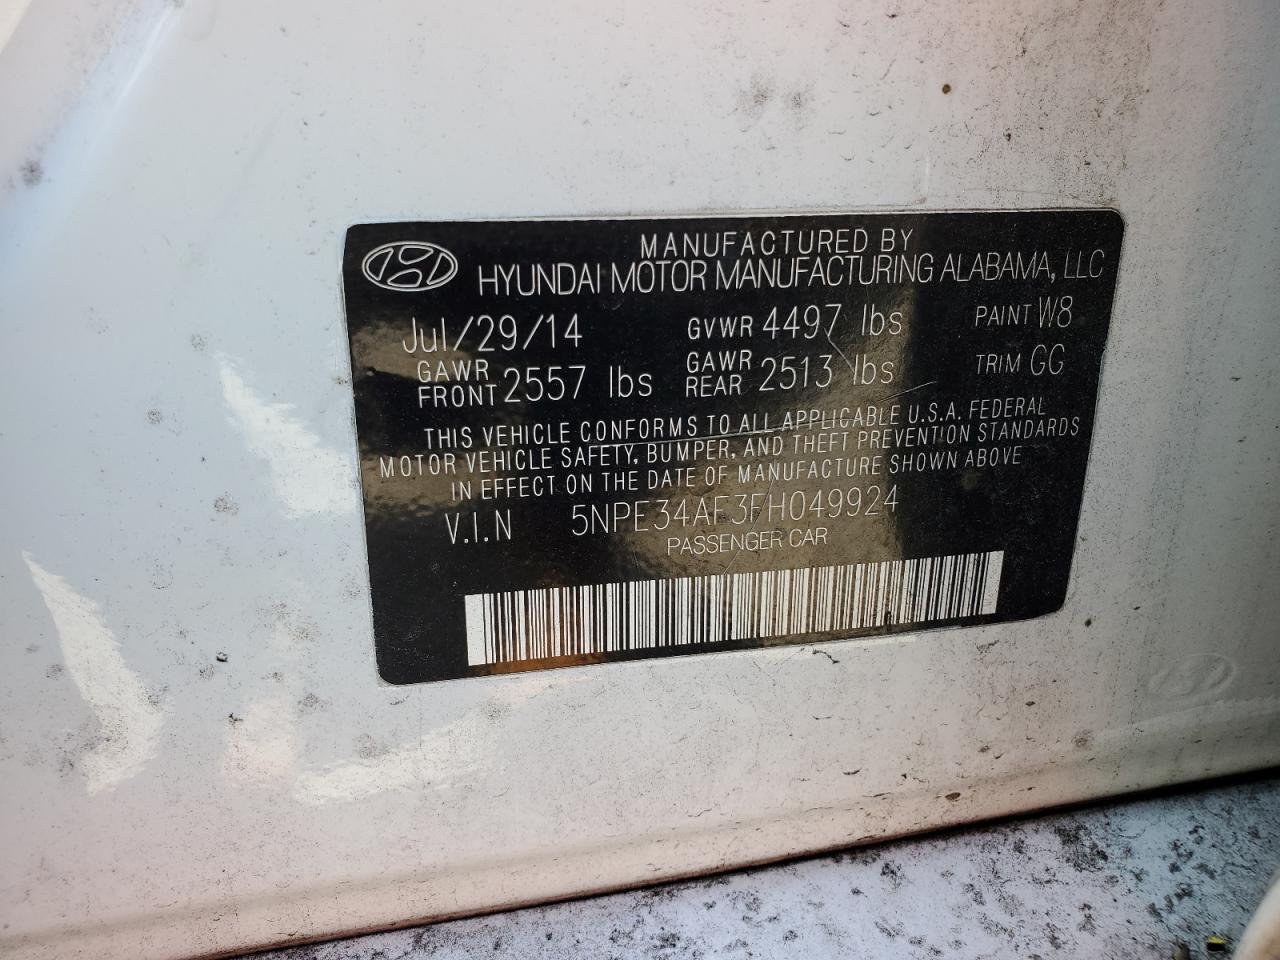 MANUFACTURED BY
HYUNDAI MOTOR MANUFACTURING ALABAMA, LLC
Jul/29/14 GVWR 4497 lbs PAINT W8
GAWR FRONT 2557 lbs GAWR REAR 2513 lbs TRIM GG
THIS VEHICLE CONFORMS TO ALL APPLICABLE U.S.A. FEDERAL
MOTOR VEHICLE SAFETY, BUMPER, AND THEFT PREVENTION STANDARDS
IN EFFECT ON THE DATE OF MANUFACTURE SHOWN ABOVE
V.I.N 5NPE34AF3FH049924
PASSENGER CAR